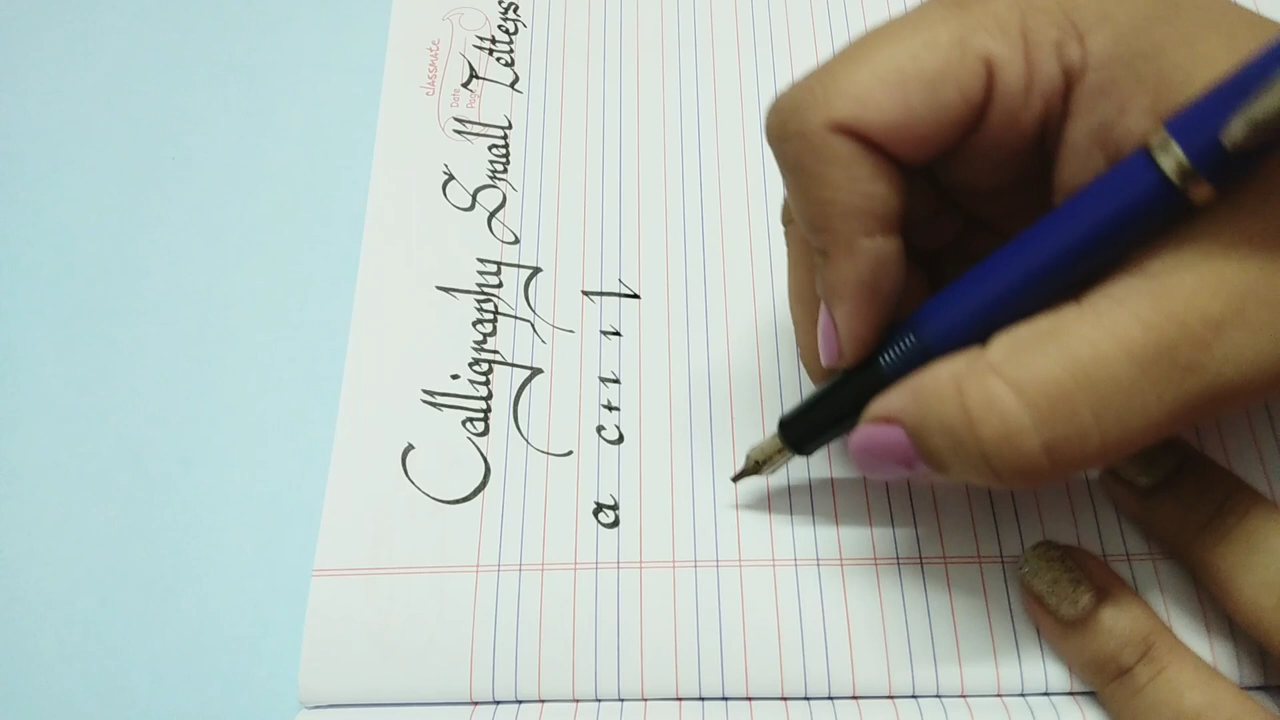 classmate
Date
Page
Calligraphy Small Letters
a c + ı ı